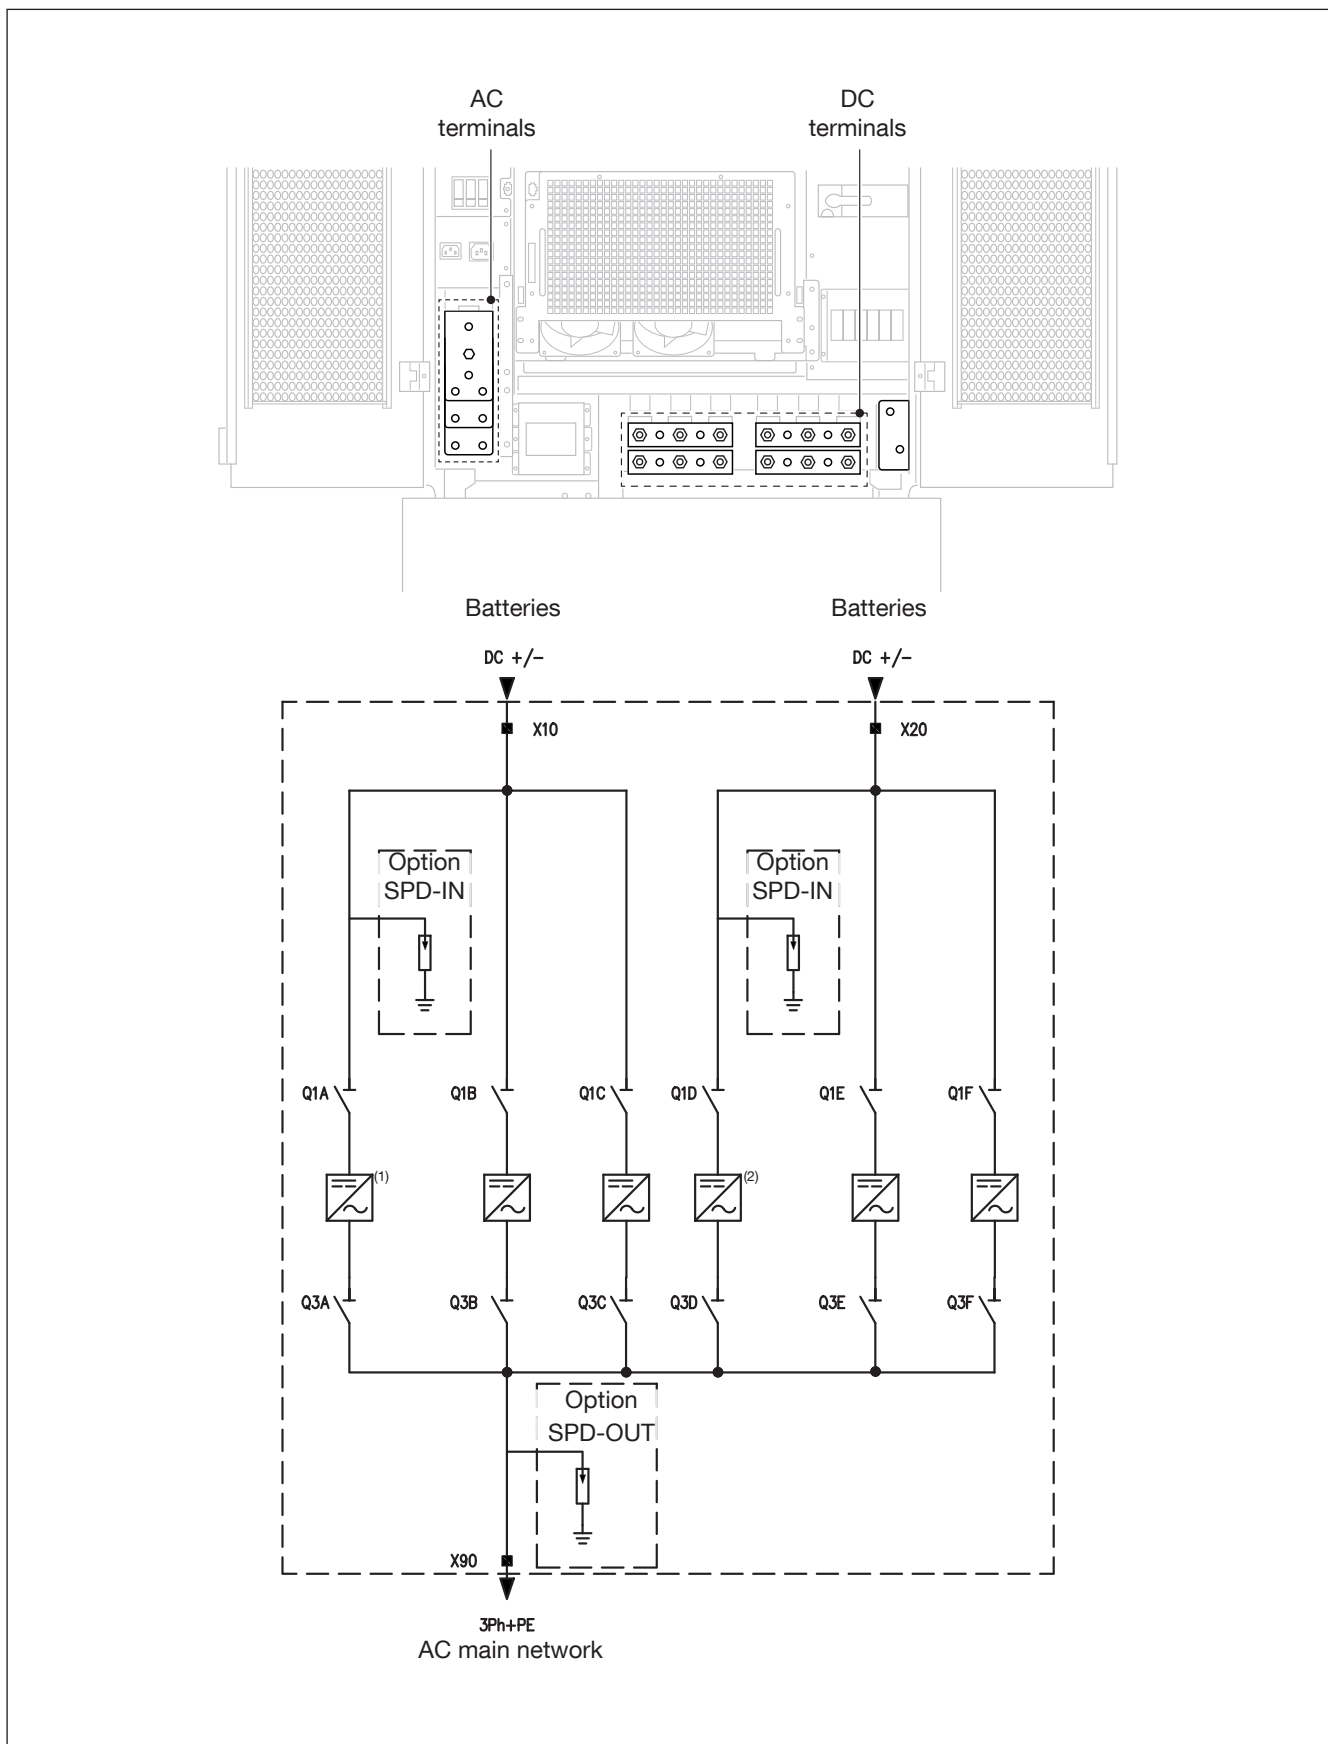 AC
terminals
DC
terminals
Batteries
Batteries
DC +/-
DC +/-
X10
X20
Option
SPD-IN
Option
SPD-IN
Q1A
Q1B
Q1C
Q1D
Q1E
Q1F
(1)
(2)
Q3A
Q3B
Q3C
Q3D
Q3E
Q3F
Option
SPD-OUT
X90
3Ph+PE
AC main network